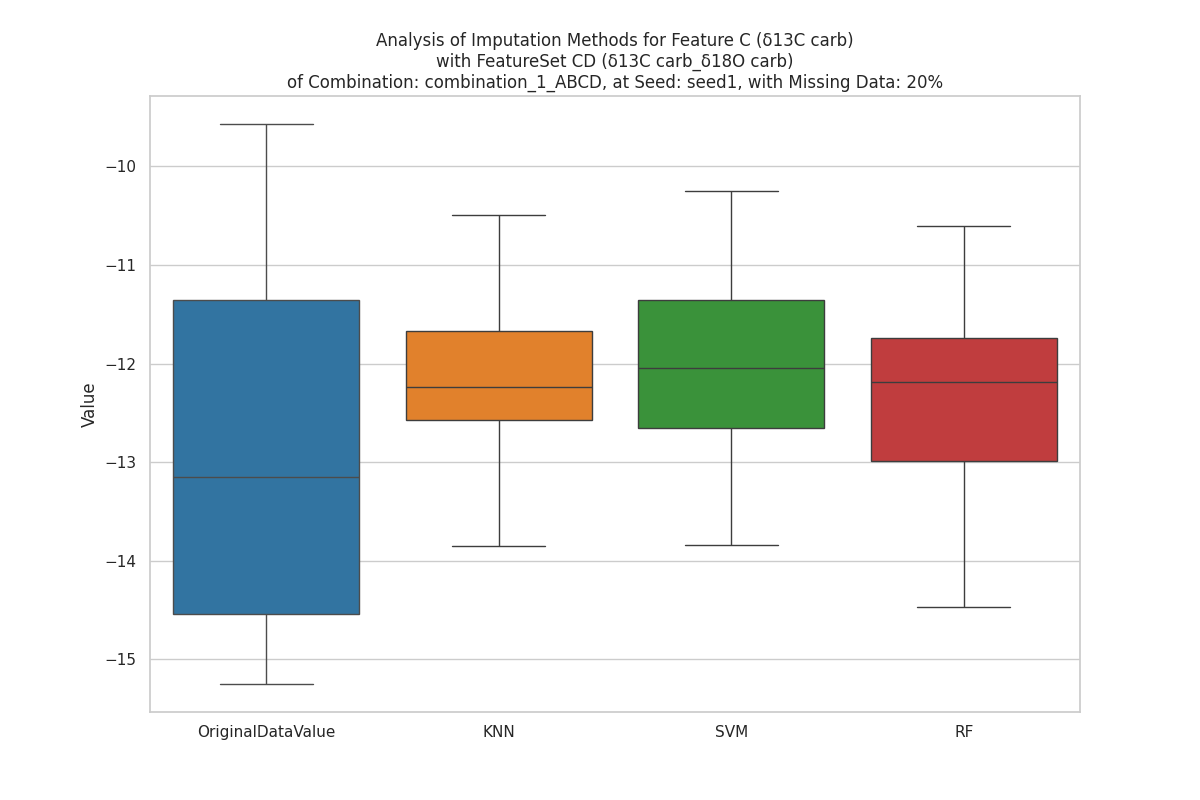 Analysis of Imputation Methods for Feature C (δ13C carb)
with FeatureSet CD (δ13C carb_δ18O carb)
of Combination: combination_1_ABCD, at Seed: seed1, with Missing Data: 20%
Value
−10
−11
−12
−13
−14
−15
OriginalDataValue
KNN
SVM
RF